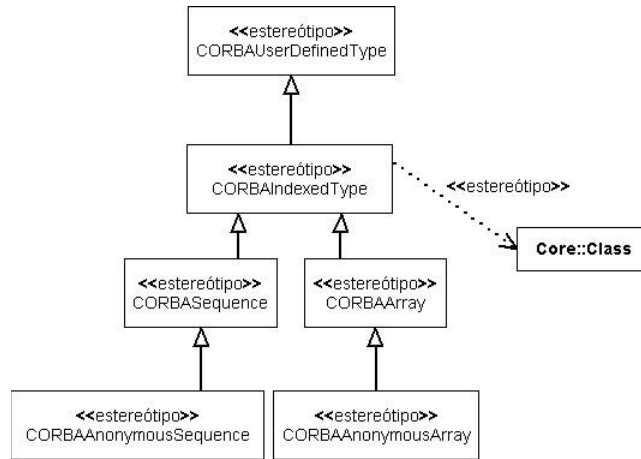 <<estereótipo>>
CORBAUserDefinedType
<<estereótipo>>
CORBAIndexedType
<<estereótipo>>
Core::Class
<<estereótipo>>
CORBASequence
<<estereótipo>>
CORBAArray
<<estereótipo>>
CORBAAnonymousSequence
<<estereótipo>>
CORBAAnonymousArray